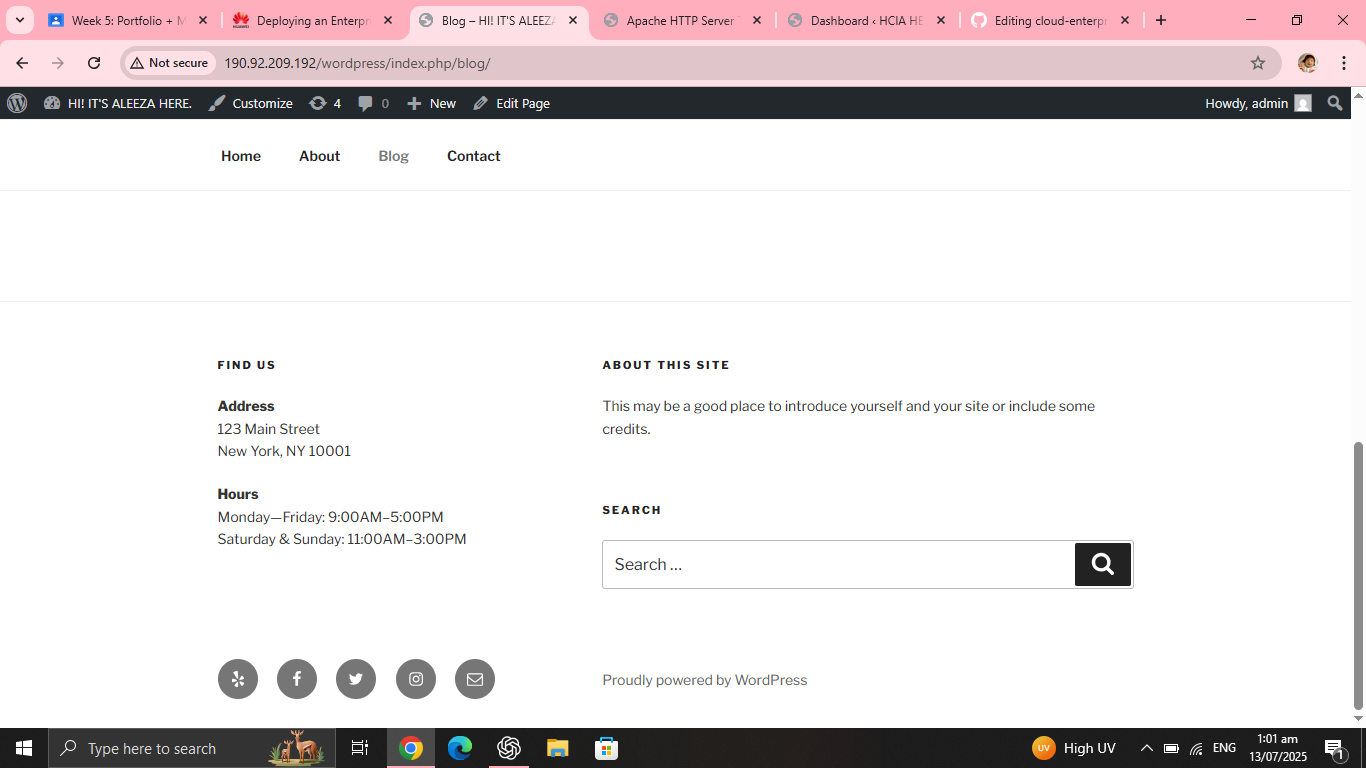 Week 5: Portfolio + M
Deploying an Enterpri
Blog – HI! IT'S ALEEZA
Apache HTTP Server
Dashboard ‹ HCIA HE
Editing cloud-enterp
Not secure
190.92.209.192/wordpress/index.php/blog/
HI! IT'S ALEEZA HERE.
Customize
4
0
New
Edit Page
Howdy, admin
Home
About
Blog
Contact
FIND US
Address
123 Main Street
New York, NY 10001
Hours
Monday—Friday: 9:00AM–5:00PM
Saturday & Sunday: 11:00AM–3:00PM
ABOUT THIS SITE
This may be a good place to introduce yourself and your site or include some
credits.
SEARCH
Search …
Proudly powered by WordPress
Type here to search
UV
High UV
ENG
1:01 am
13/07/2025
1